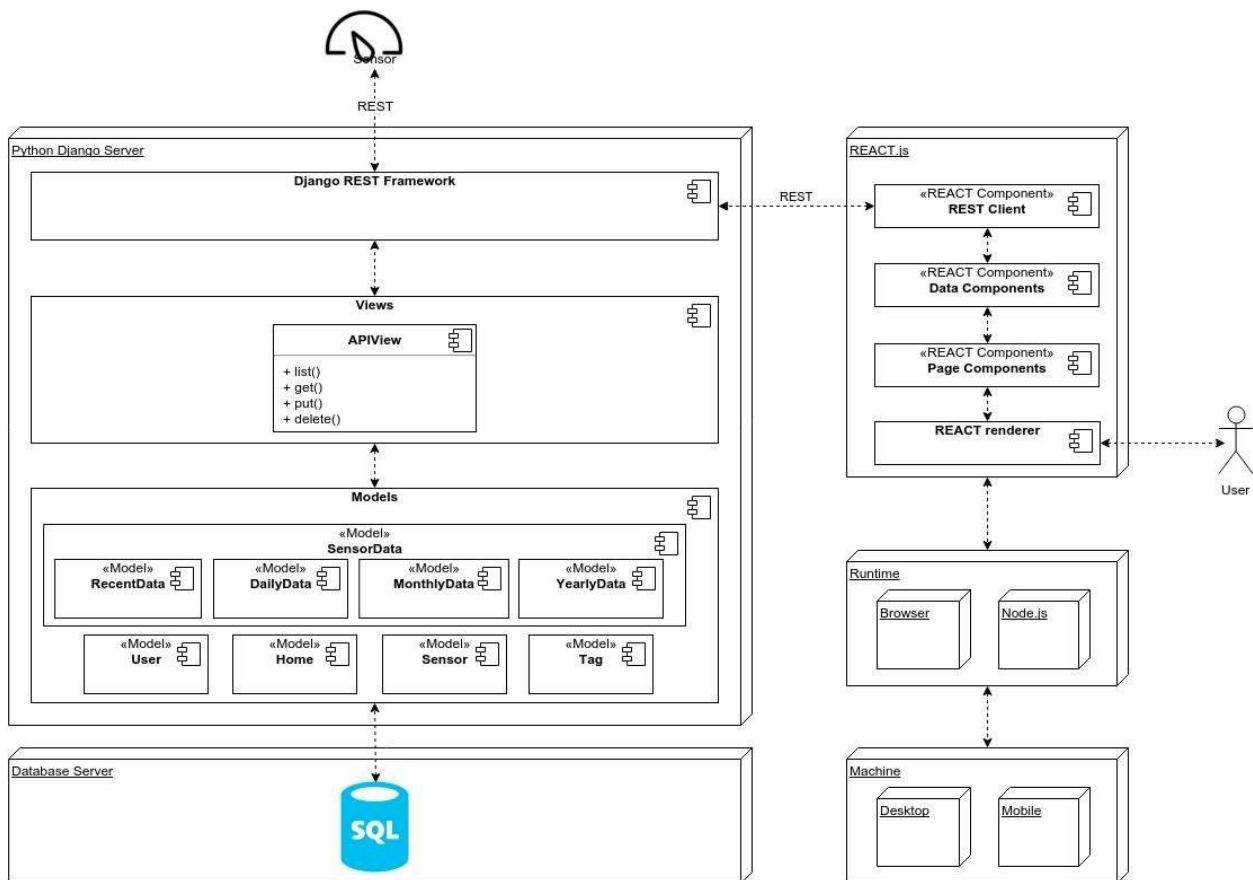 Sensor
REST
Python Django Server
Django REST Framework
REST
Views
APIView
+ list()
+ get()
+ put()
+ delete()
Models
«Model»
SensorData
«Model»
RecentData
«Model»
DailyData
«Model»
MonthlyData
«Model»
YearlyData
«Model»
User
«Model»
Home
«Model»
Sensor
«Model»
Tag
Database Server
SQL
REACT.js
«REACT Component»
REST Client
«REACT Component»
Data Components
«REACT Component»
Page Components
REACT renderer
User
Runtime
Browser
Node.js
Machine
Desktop
Mobile